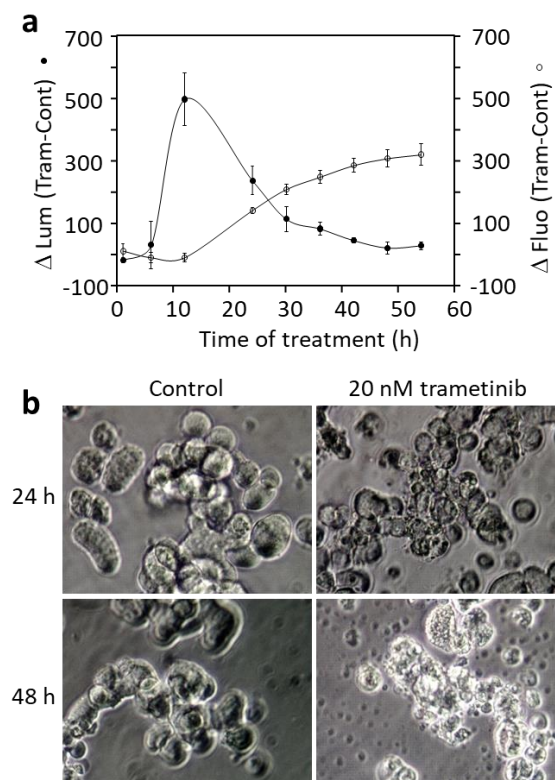 a
700
500
300
100
-100
Δ Lum (Tram-Cont) •
700
500
300
100
-100
Δ Fluo (Tram-Cont) ○
0 10 20 30 40 50 60
Time of treatment (h)
b
Control 20 nM trametinib
24 h
48 h